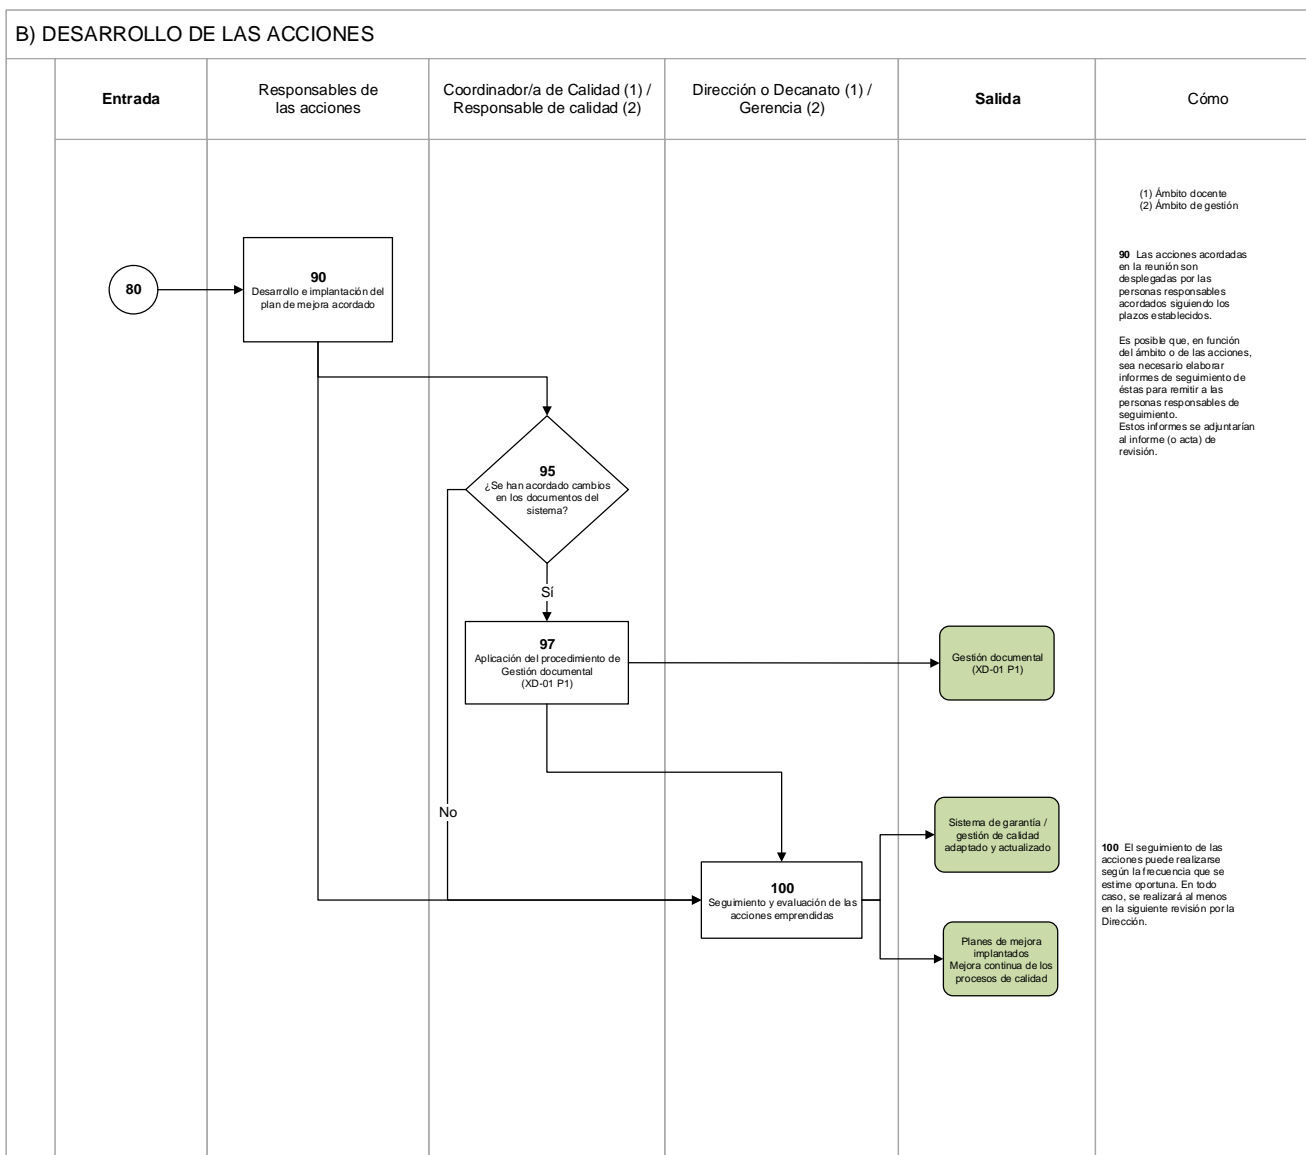 B) DESARROLLO DE LAS ACCIONES
Entrada
Responsables de
las acciones
Coordinador/a de Calidad (1) /
Responsable de calidad (2)
Dirección o Decanato (1) /
Gerencia (2)
Salida
Cómo
(1) Ámbito docente
(2) Ámbito de gestión
80
90
Desarrollo e implantación del
plan de mejora acordado
90 Las acciones acordadas
en la reunión son
desplegadas por las
personas responsables
acordados siguiendo los
plazos establecidos.
Es posible que, en función
del ámbito o de las acciones,
sea necesario elaborar
informes de seguimiento de
éstas para remitir a las
personas responsables de
seguimiento.
Estos informes se adjuntarían
al informe (o acta) de
revisión.
95
¿Se han acordado cambios
en los documentos del
sistema?
Sí
97
Aplicación del procedimiento de
Gestión documental
(XD-01 P1)
Gestión documental
(XD-01 P1)
No
Sistema de garantía /
gestión de calidad
adaptado y actualizado
100
Seguimiento y evaluación de las
acciones emprendidas
100 El seguimiento de las
acciones puede realizarse
según la frecuencia que se
estime oportuna. En todo
caso, se realizará al menos
en la siguiente revisión por la
Dirección.
Planes de mejora
implantados
Mejora continua de los
procesos de calidad